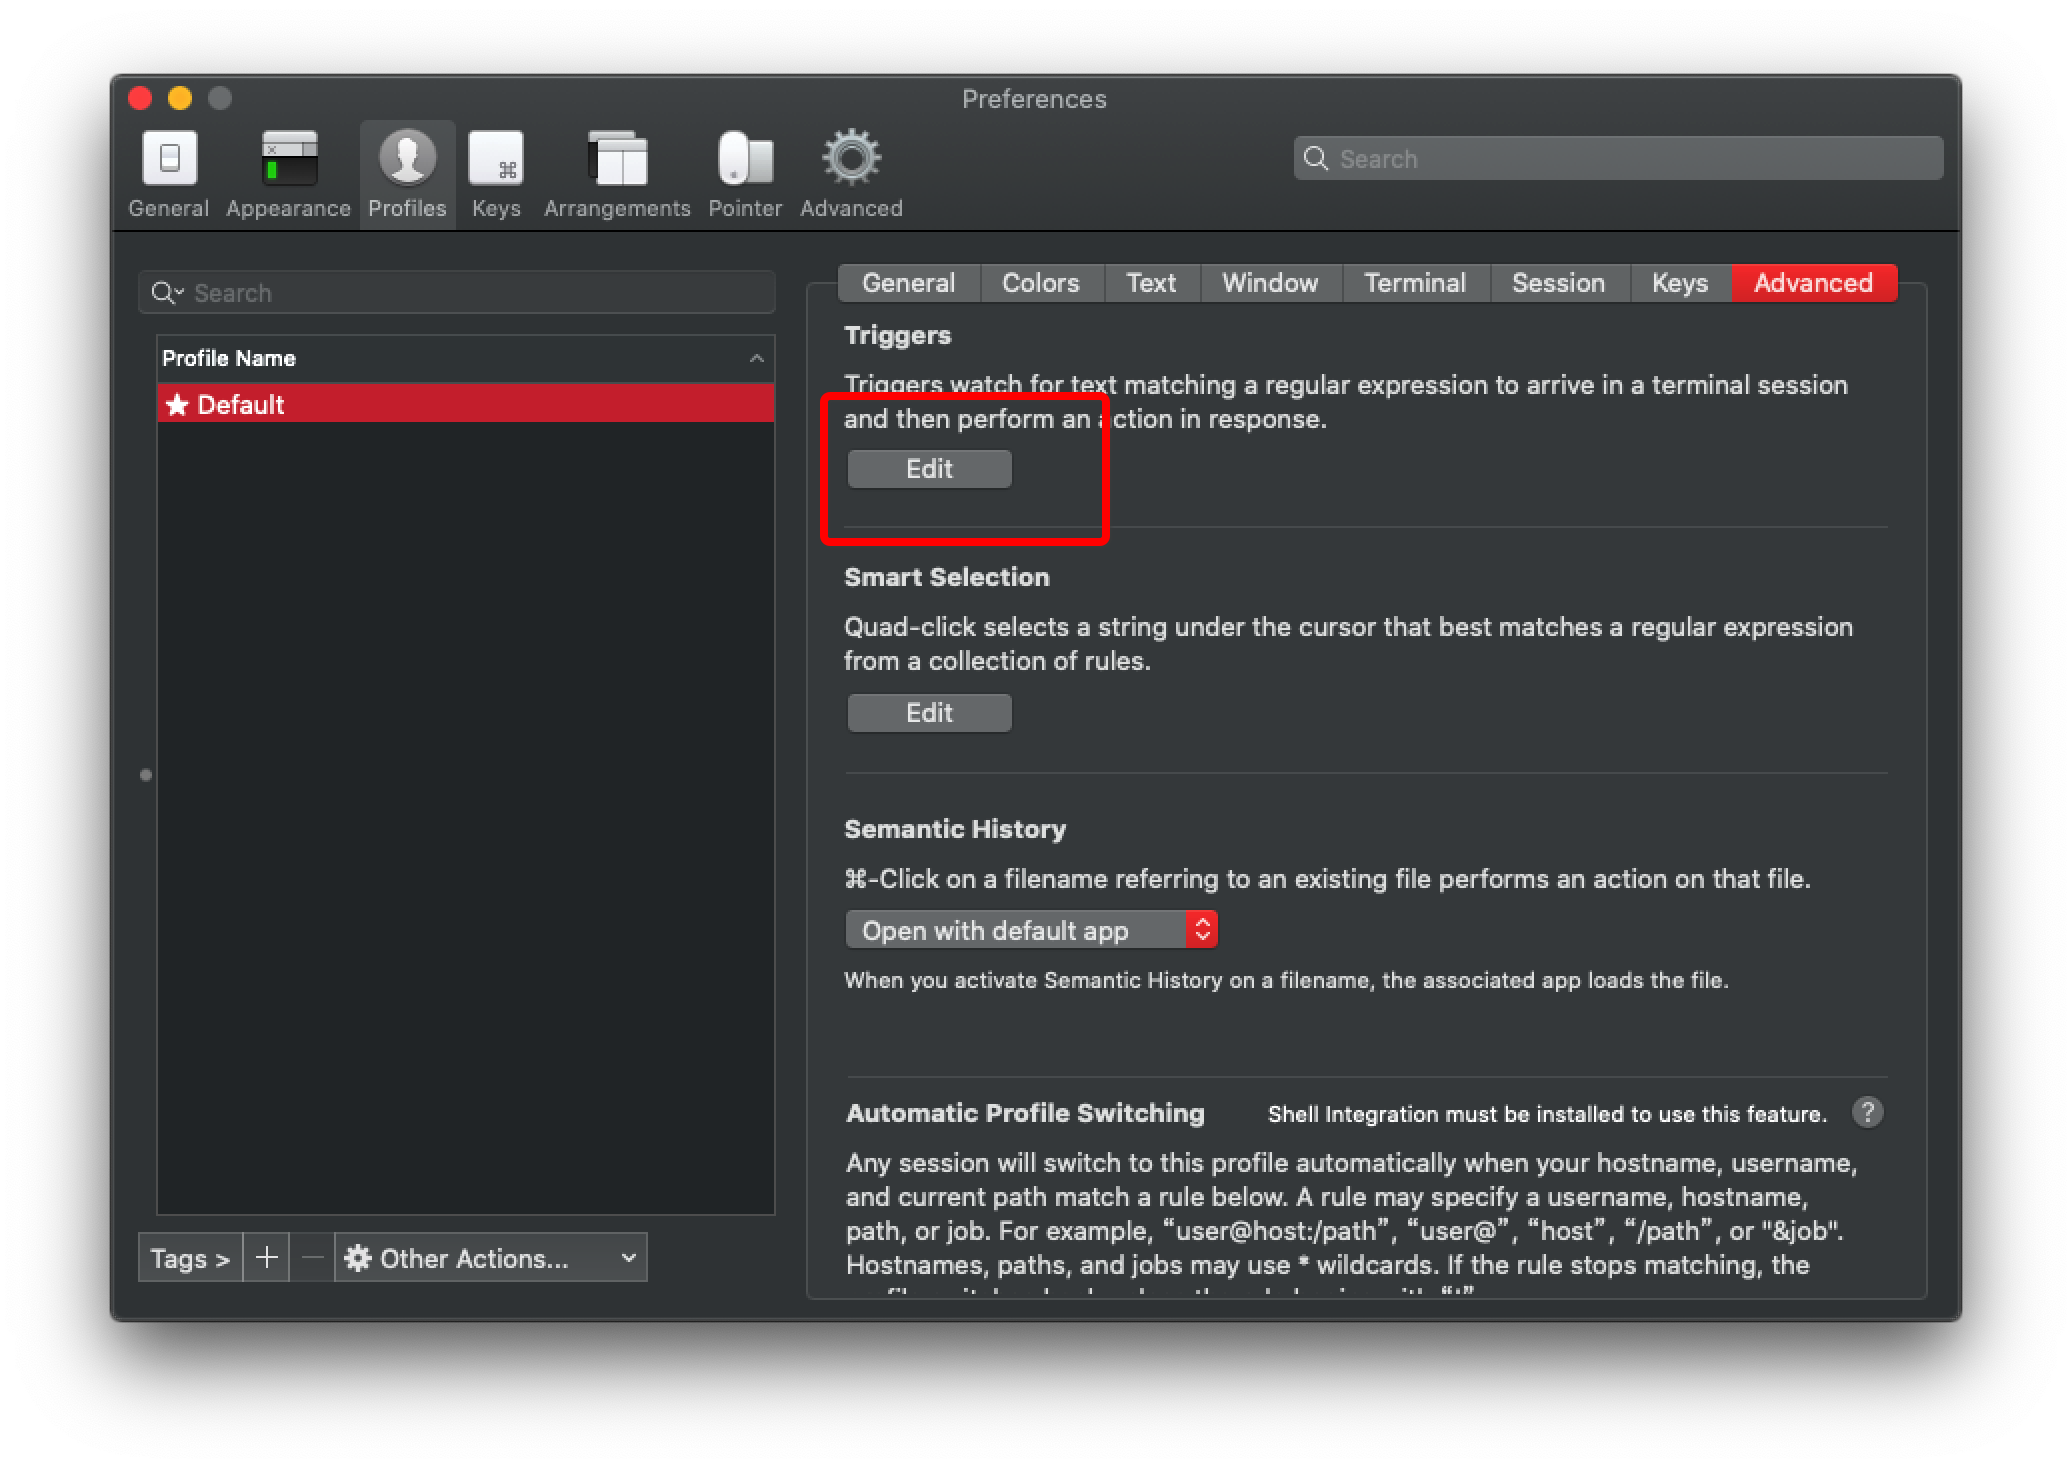 Preferences
General Appearance Profiles Keys Arrangements Pointer Advanced
Search
Search
Profile Name
Default
Tags >
Other Actions...
General Colors Text Window Terminal Session Keys Advanced
Triggers
Triggers watch for text matching a regular expression to arrive in a terminal session
and then perform an action in response.
Edit
Smart Selection
Quad-click selects a string under the cursor that best matches a regular expression
from a collection of rules.
Edit
Semantic History
⌘-Click on a filename referring to an existing file performs an action on that file.
Open with default app
When you activate Semantic History on a filename, the associated app loads the file.
Automatic Profile Switching Shell Integration must be installed to use this feature. ?
Any session will switch to this profile automatically when your hostname, username,
and current path match a rule below. A rule may specify a username, hostname,
path, or job. For example, “user@host:/path”, “user@”, “host”, “/path”, or "&job".
Hostnames, paths, and jobs may use * wildcards. If the rule stops matching, the